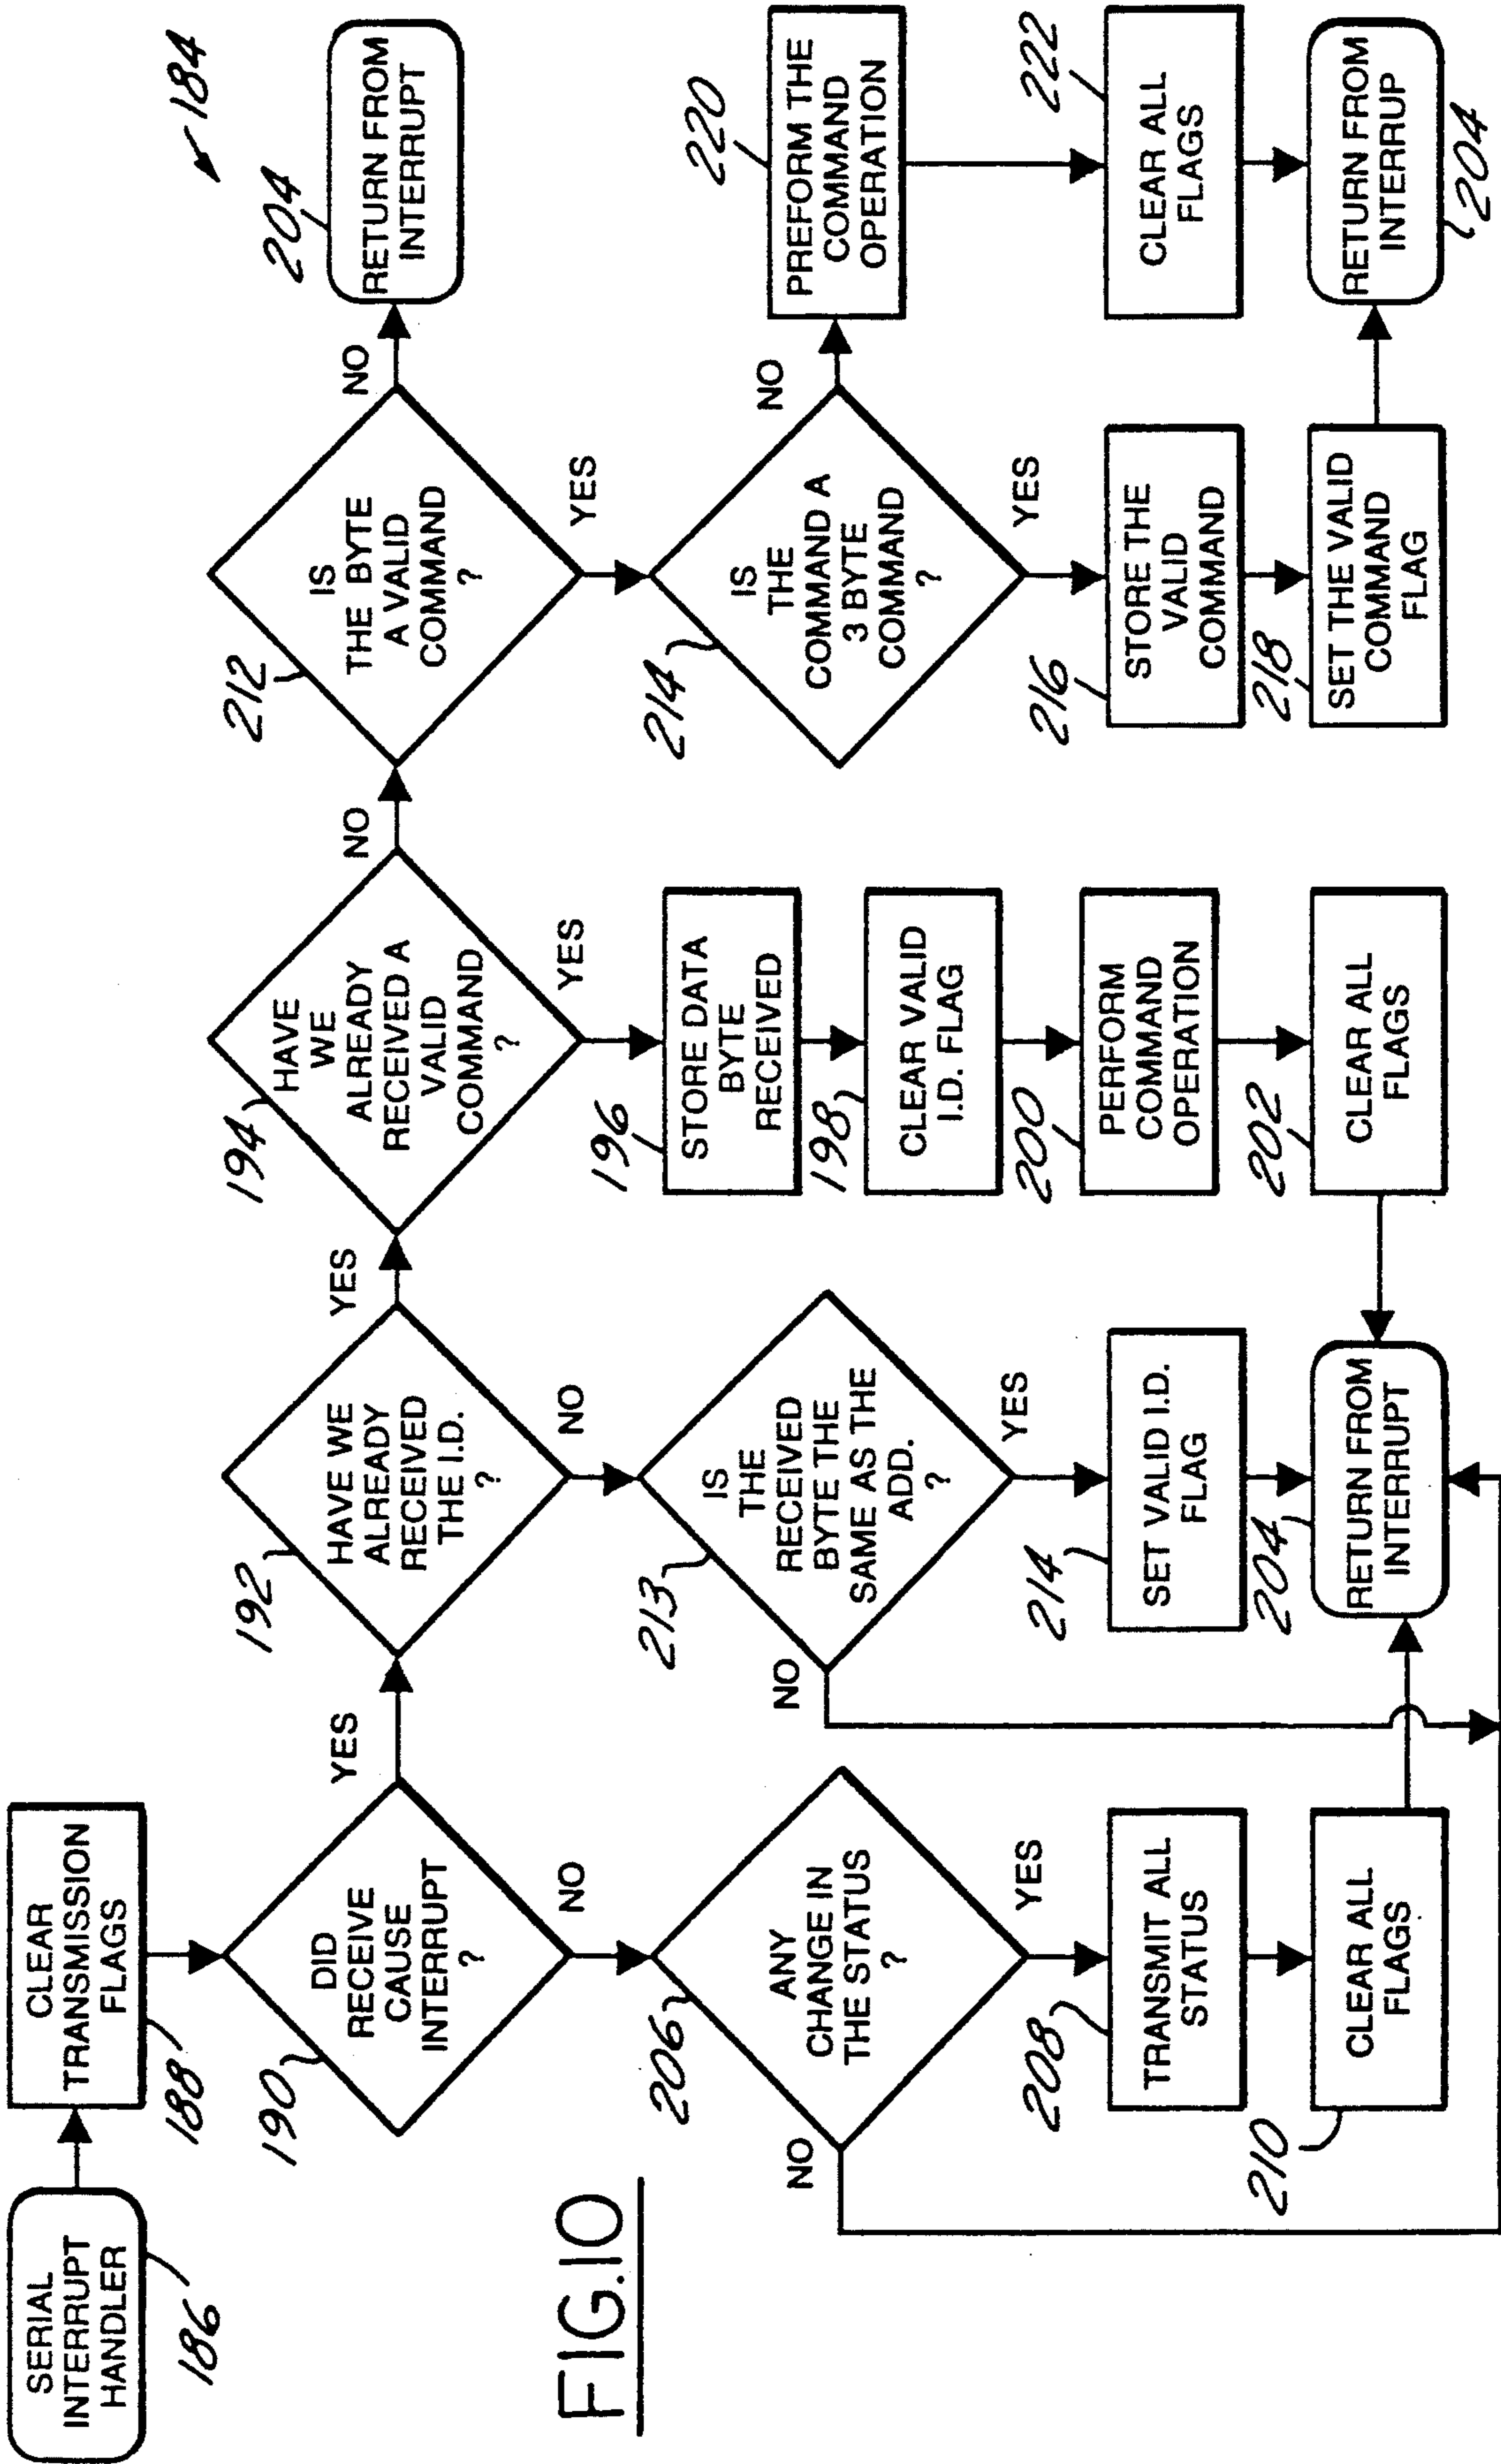 184
SERIAL
INTERRUPT
HANDLER
186
CLEAR
TRANSMISSION
FLAGS
188
DID
RECEIVE
CAUSE
INTERRUPT
?
190
YES
NO
HAVE WE
ALREADY
RECEIVED
THE I.D.
?
192
YES
NO
HAVE
WE
ALREADY
RECEIVED A
VALID
COMMAND
?
194
NO
YES
IS
THE BYTE
A VALID
COMMAND
?
212
NO
YES
RETURN FROM
INTERRUPT
204
ANY
CHANGE IN
THE STATUS
?
206
NO
YES
TRANSMIT ALL
STATUS
208
CLEAR ALL
FLAGS
210
IS
THE
RECEIVED
BYTE THE
SAME AS THE
ADD.
?
213
NO
YES
SET VALID I.D.
FLAG
214
RETURN FROM
INTERRUPT
204
STORE DATA
BYTE
RECEIVED
196
CLEAR VALID
I.D. FLAG
198
PERFORM
COMMAND
OPERATION
200
CLEAR ALL
FLAGS
202
IS
THE
COMMAND A
3 BYTE
COMMAND
?
214
NO
YES
STORE THE
VALID
COMMAND
216
SET THE VALID
COMMAND
FLAG
218
PREFORM THE
COMMAND
OPERATION
220
CLEAR ALL
FLAGS
222
RETURN FROM
INTERRUP
204
FIG.10